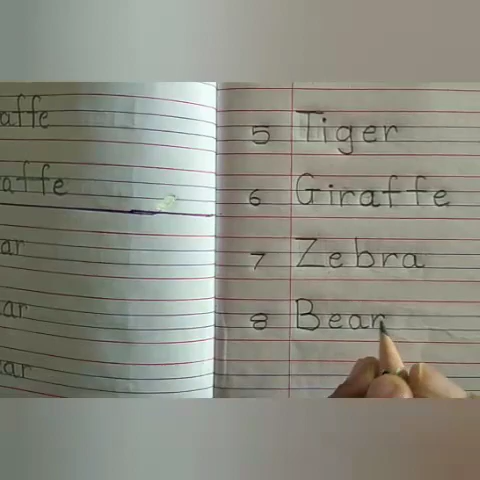 affe
affe
ar
ar
ar
5 Tiger
6 Giraffe
7 Zebra
8 Bear